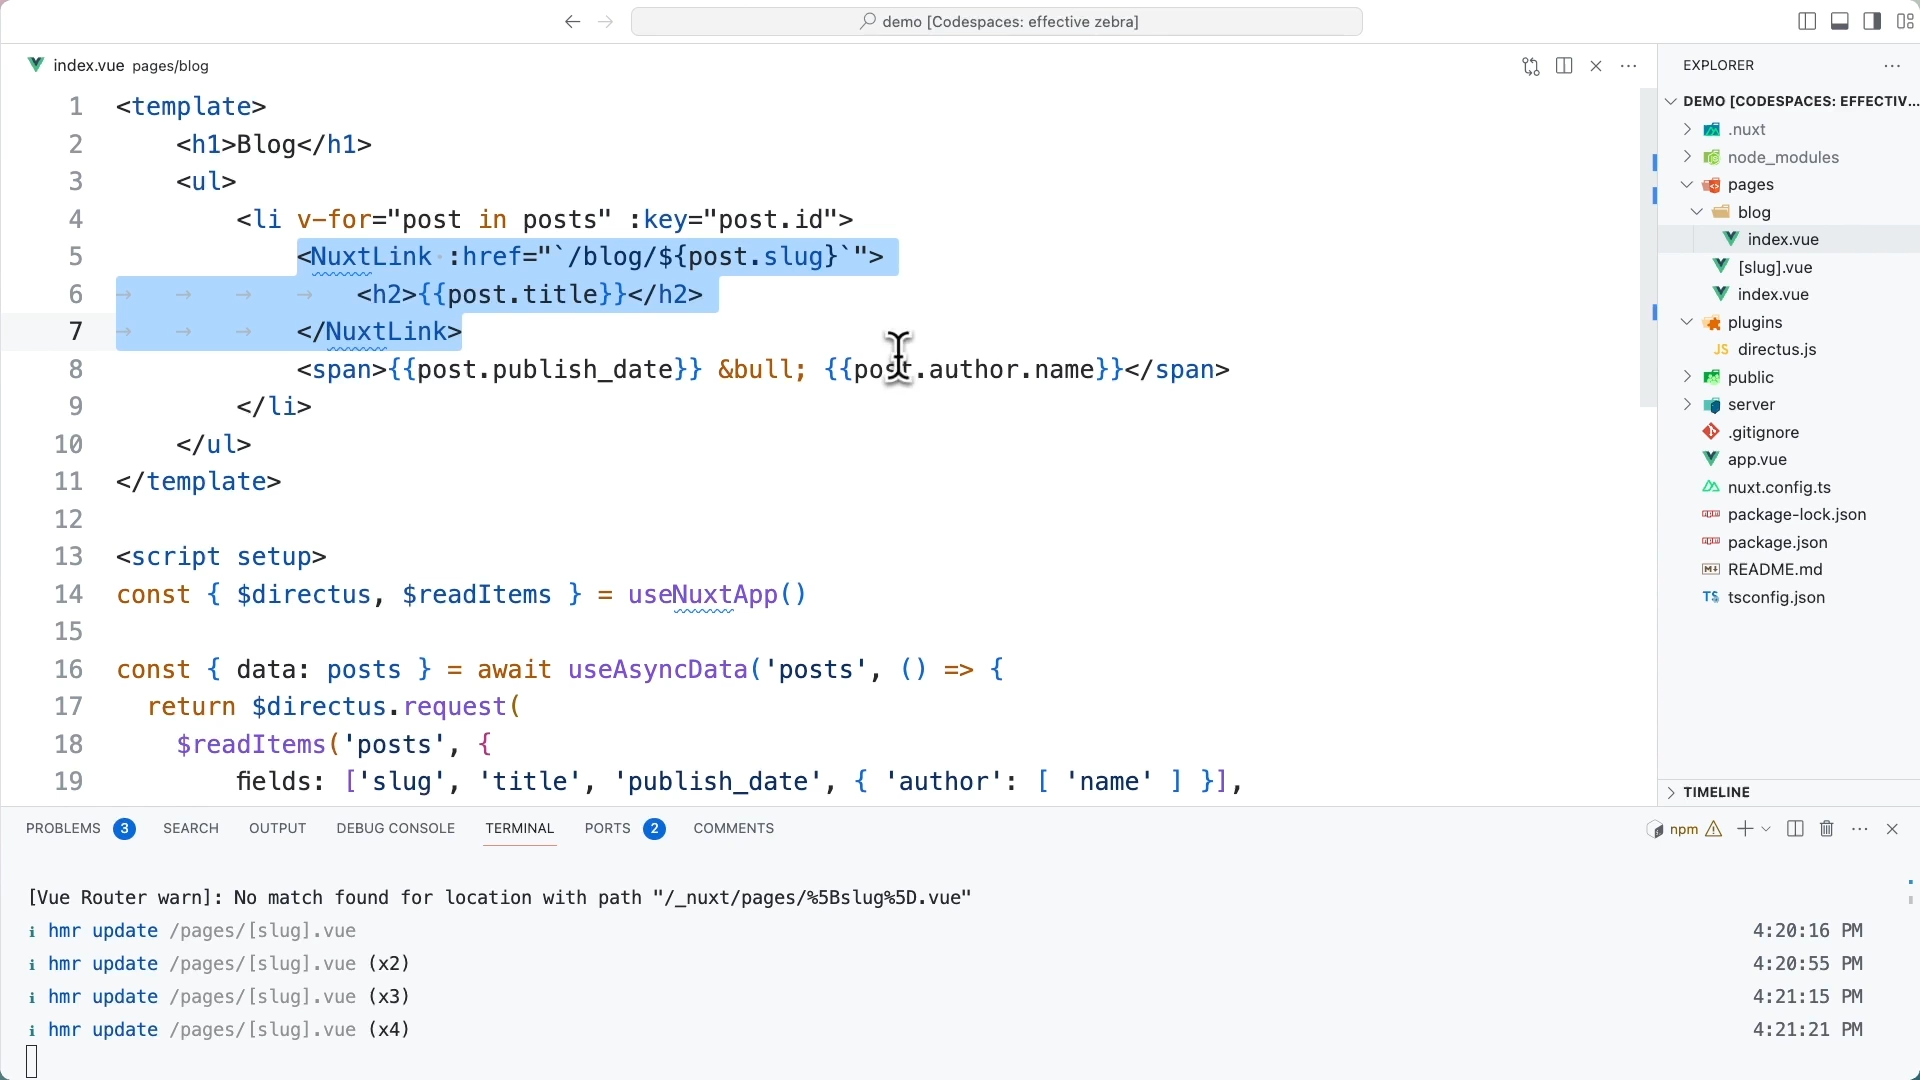 demo [Codespaces: effective zebra]
index.vue pages/blog
1 <template>
2 <h1>Blog</h1>
3 <ul>
4 <li v-for="post in posts" :key="post.id">
5 <NuxtLink :href="`/blog/${post.slug}`">
6 <h2>{{post.title}}</h2>
7 </NuxtLink>
8 <span>{{post.publish_date}} &bull; {{post.author.name}}</span>
9 </li>
10 </ul>
11 </template>
12
13 <script setup>
14 const { $directus, $readItems } = useNuxtApp()
15
16 const { data: posts } = await useAsyncData('posts', () => {
17 return $directus.request(
18 $readItems('posts', {
19 fields: ['slug', 'title', 'publish_date', { 'author': [ 'name' ] }],
EXPLORER
DEMO [CODESPACES: EFFECTIV...
.nuxt
node_modules
pages
blog
index.vue
[slug].vue
index.vue
plugins
JS directus.js
public
server
.gitignore
app.vue
nuxt.config.ts
package-lock.json
package.json
README.md
TS tsconfig.json
TIMELINE
PROBLEMS 3 SEARCH OUTPUT DEBUG CONSOLE TERMINAL PORTS 2 COMMENTS npm
[Vue Router warn]: No match found for location with path "/_nuxt/pages/%5Bslug%5D.vue"
i hmr update /pages/[slug].vue 4:20:16 PM
i hmr update /pages/[slug].vue (x2) 4:20:55 PM
i hmr update /pages/[slug].vue (x3) 4:21:15 PM
i hmr update /pages/[slug].vue (x4) 4:21:21 PM